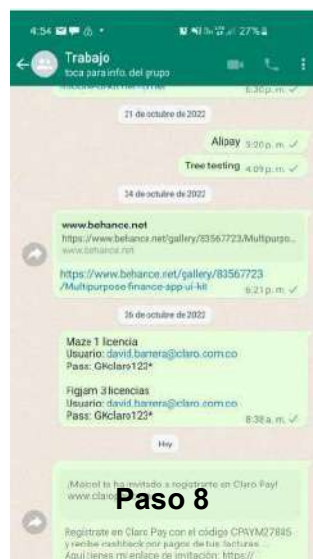 4:54
27%
Trabajo
toca para info. del grupo
6:30 p. m.
21 de octubre de 2022
Alipay 5:20 p. m.
Tree testing 4:09 p. m.
24 de octubre de 2022
www.behance.net
https://www.behance.net/gallery/83567723/Multipurpo...
www.behance.net
https://www.behance.net/gallery/83567723
/Multipurpose-finance-app-ui-kit 6:21 p. m.
26 de octubre de 2022
Maze 1 licencia
Usuario: david.barrera@claro.com.co
Pass: GKclaro123*
Figjam 3 licencias
Usuario: david.barrera@claro.com.co
Pass: GKclaro123*
8:38 a. m.
Hoy
te ha invitado a registrarte en Claro Pay!
Paso 8
Regístrate en Claro Pay con el código CPAYM27885
y recibe cashback por pagos de tus facturas...
Aquí tienes mi enlace de invitación: https://